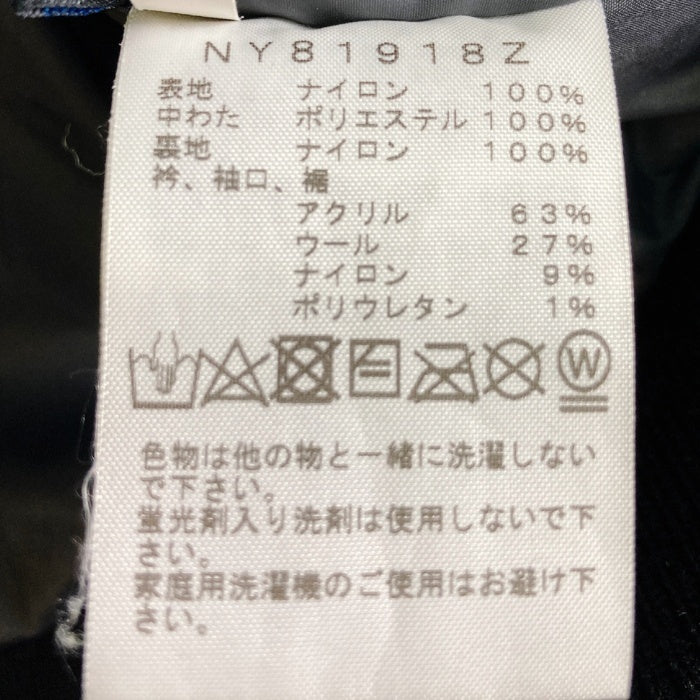 NY81918Z
表地 ナイロン 100%
中わた ポリエステル 100%
裏地 ナイロン 100%
衿、袖口、裾
アクリル 63%
ウール 27%
ナイロン 9%
ポリウレタン 1%
W
色物は他の物と一緒に洗濯しない
で下さい。
蛍光剤入り洗剤は使用しないで下
さい。
家庭用洗濯機のご使用はお避け下
さい。